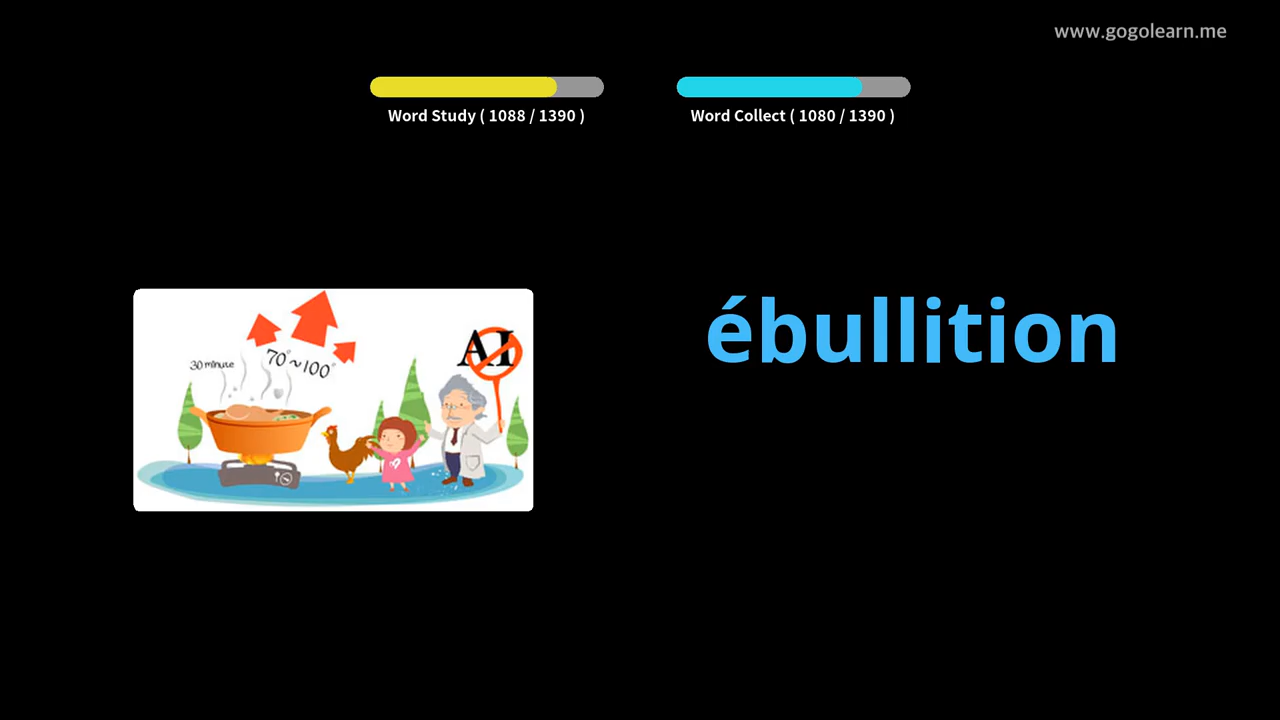 www.gogolearn.me
Word Study ( 1088 / 1390 )
Word Collect ( 1080 / 1390 )
30 minute
70°~100°
AI
ébullition